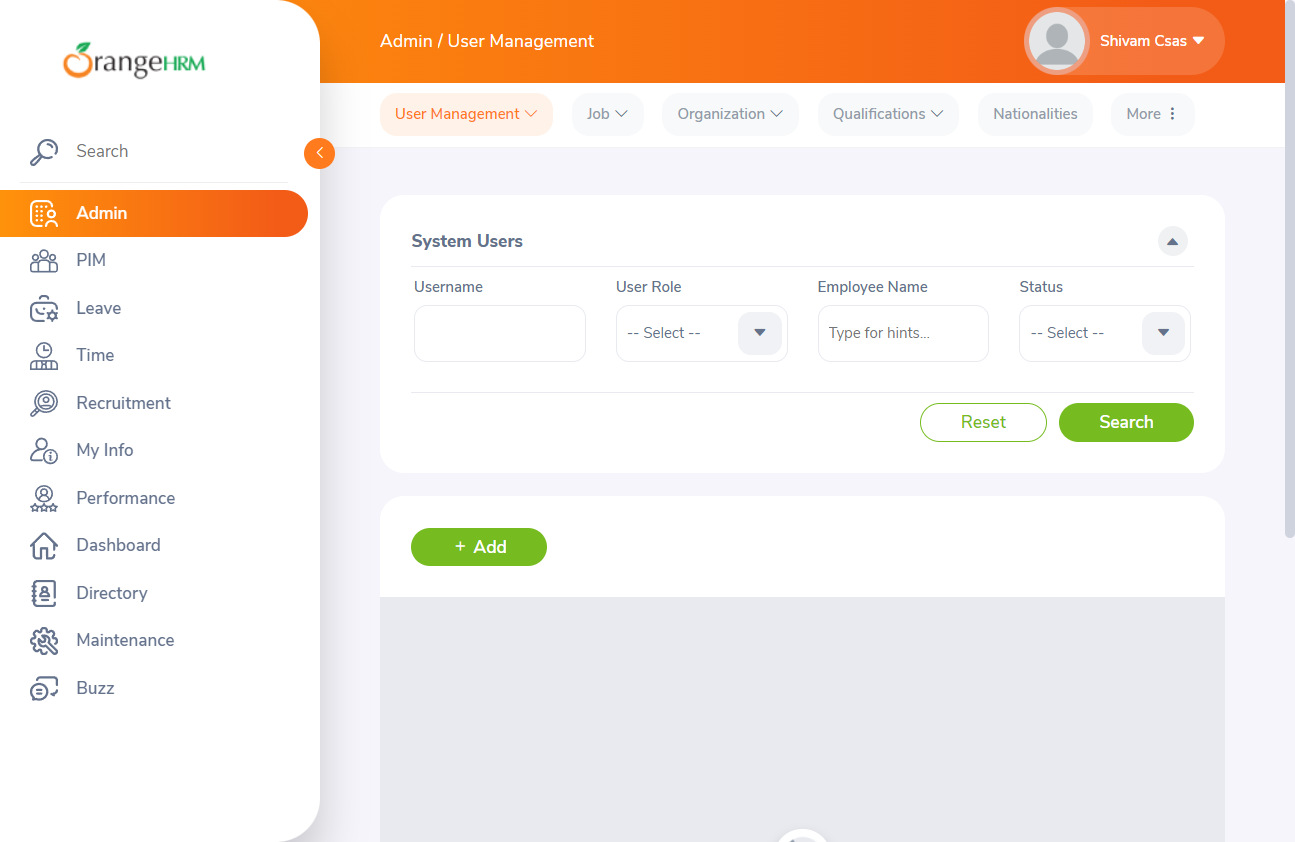 OrangeHRM
Admin / User Management
Shivam Csas
User Management
Job
Organization
Qualifications
Nationalities
More
Search
Admin
PIM
Leave
Time
Recruitment
My Info
Performance
Dashboard
Directory
Maintenance
Buzz
System Users
Username
User Role
Employee Name
Status
-- Select --
Type for hints...
-- Select --
Reset
Search
+ Add